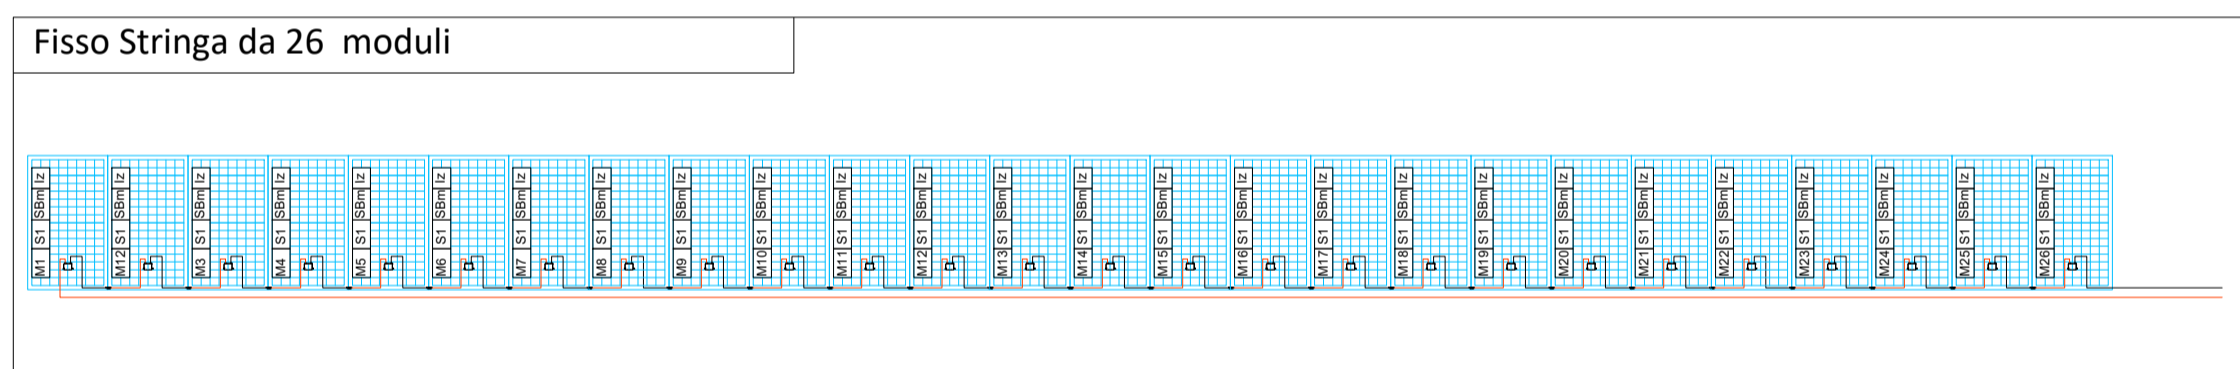 Fisso Stringa da 26 moduli
M1 S1 SBm Iz
M12 S1 SBm Iz
M3 S1 SBm Iz
M4 S1 SBm Iz
M5 S1 SBm Iz
M6 S1 SBm Iz
M7 S1 SBm Iz
M8 S1 SBm Iz
M9 S1 SBm Iz
M10 S1 SBm Iz
M11 S1 SBm Iz
M12 S1 SBm Iz
M13 S1 SBm Iz
M14 S1 SBm Iz
M15 S1 SBm Iz
M16 S1 SBm Iz
M17 S1 SBm Iz
M18 S1 SBm Iz
M19 S1 SBm Iz
M20 S1 SBm Iz
M21 S1 SBm Iz
M22 S1 SBm Iz
M23 S1 SBm Iz
M24 S1 SBm Iz
M25 S1 SBm Iz
M26 S1 SBm Iz